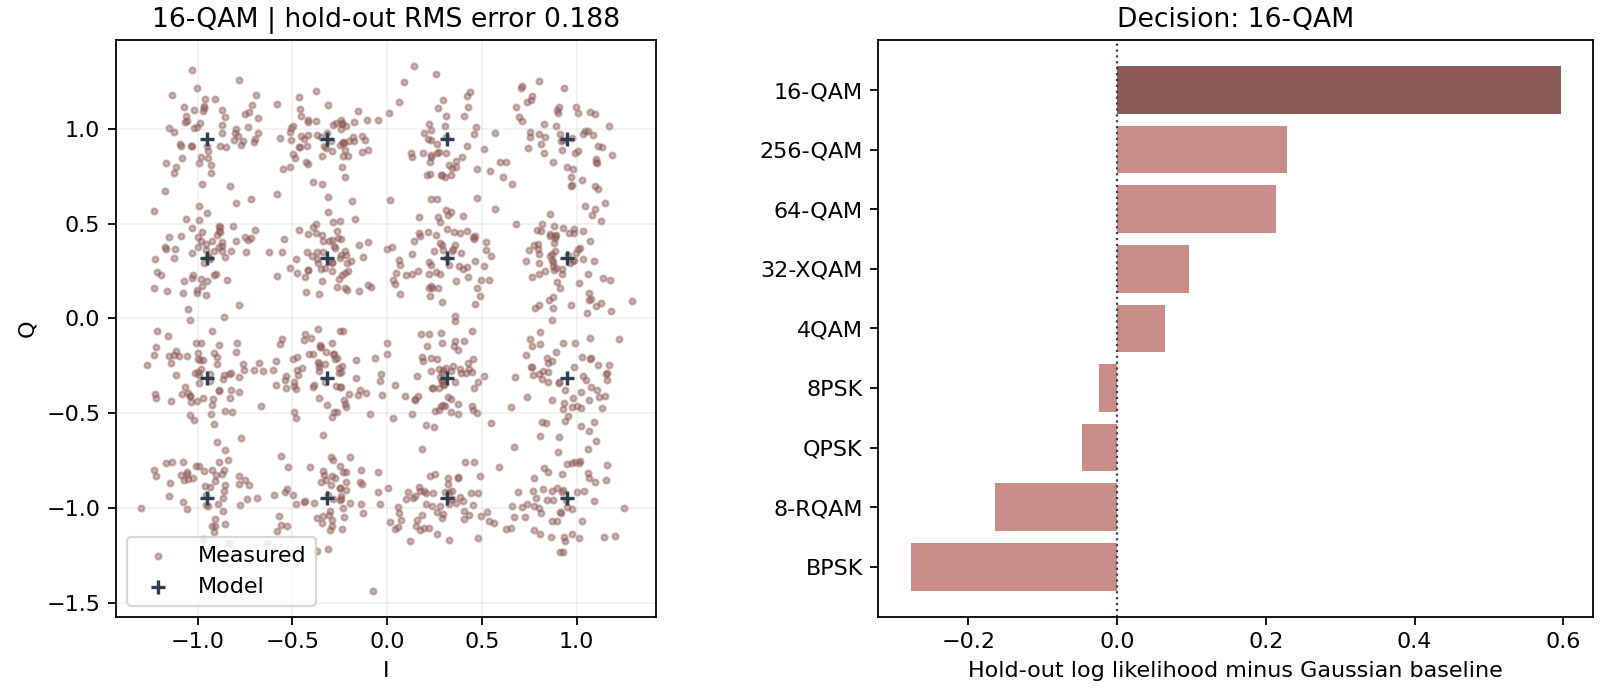 16-QAM | hold-out RMS error 0.188
1.0
0.5
0.0
−0.5
−1.0
−1.5
Q
Measured
Model
−1.0
−0.5
0.0
0.5
1.0
I
Decision: 16-QAM
16-QAM
256-QAM
64-QAM
32-XQAM
4QAM
8PSK
QPSK
8-RQAM
BPSK
−0.2
0.0
0.2
0.4
0.6
Hold-out log likelihood minus Gaussian baseline